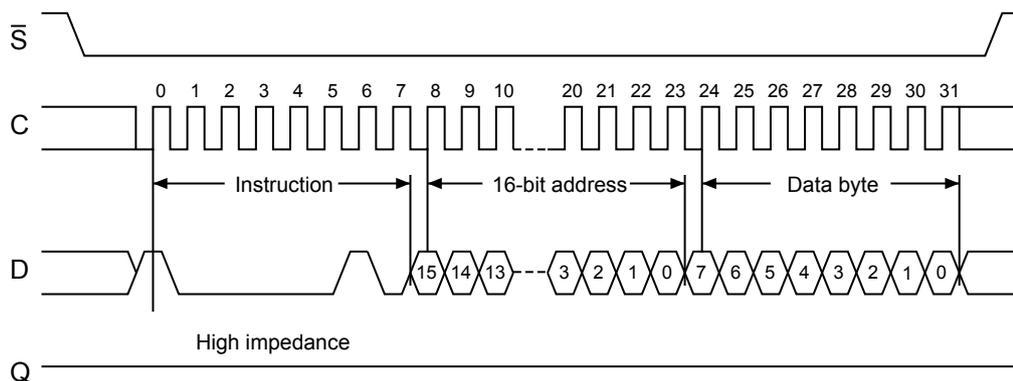 S̅
0 1 2 3 4 5 6 7 8 9 10 20 21 22 23 24 25 26 27 28 29 30 31
C
Instruction 16-bit address Data byte
D 15 14 13 3 2 1 0 7 6 5 4 3 2 1 0
High impedance
Q